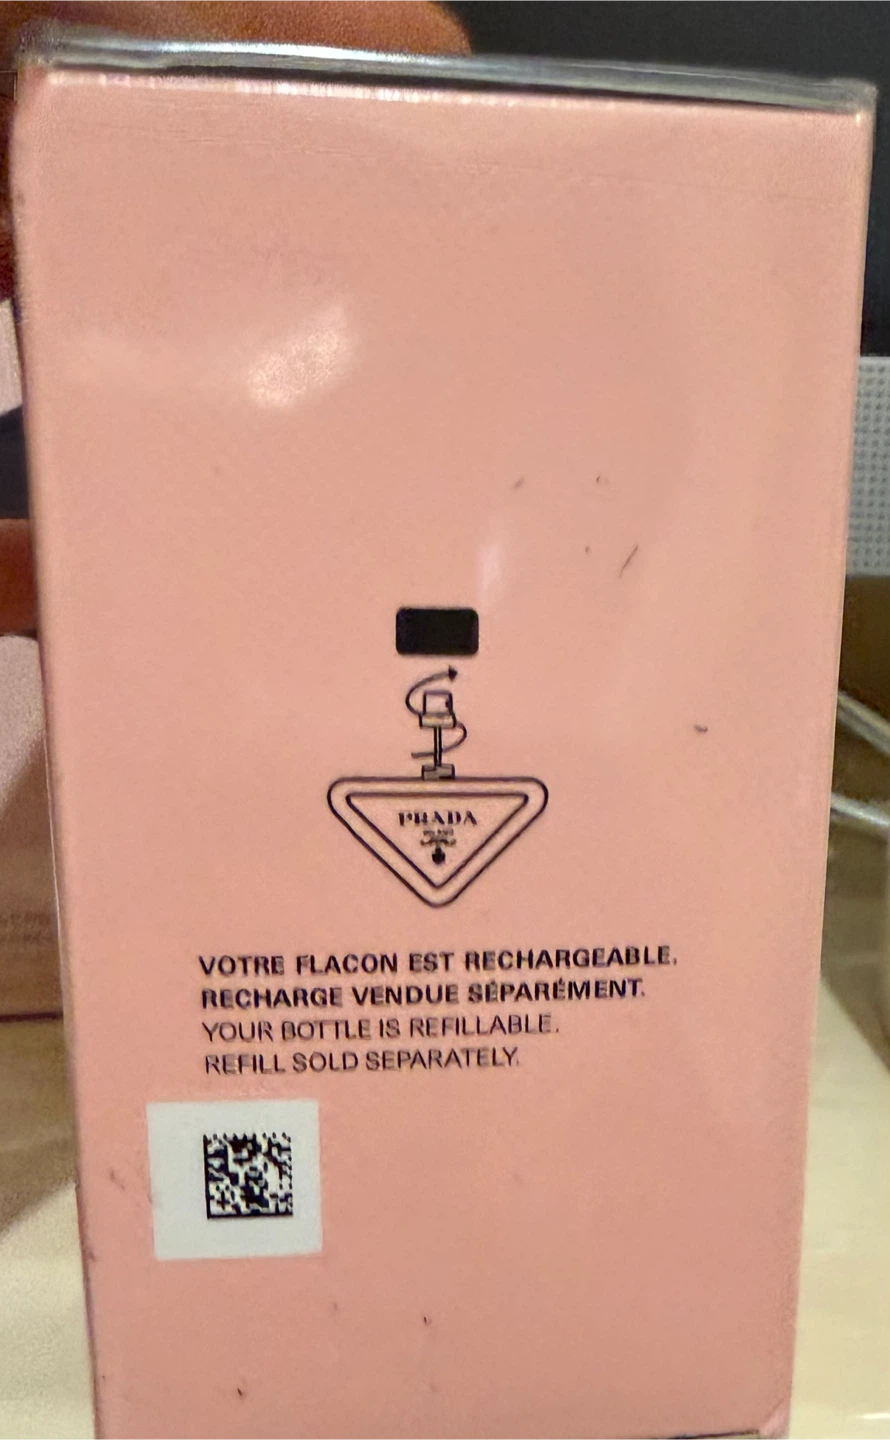 PRADA
VOTRE FLACON EST RECHARGEABLE.
RECHARGE VENDUE SÉPARÉMENT.
YOUR BOTTLE IS REFILLABLE.
REFILL SOLD SEPARATELY.